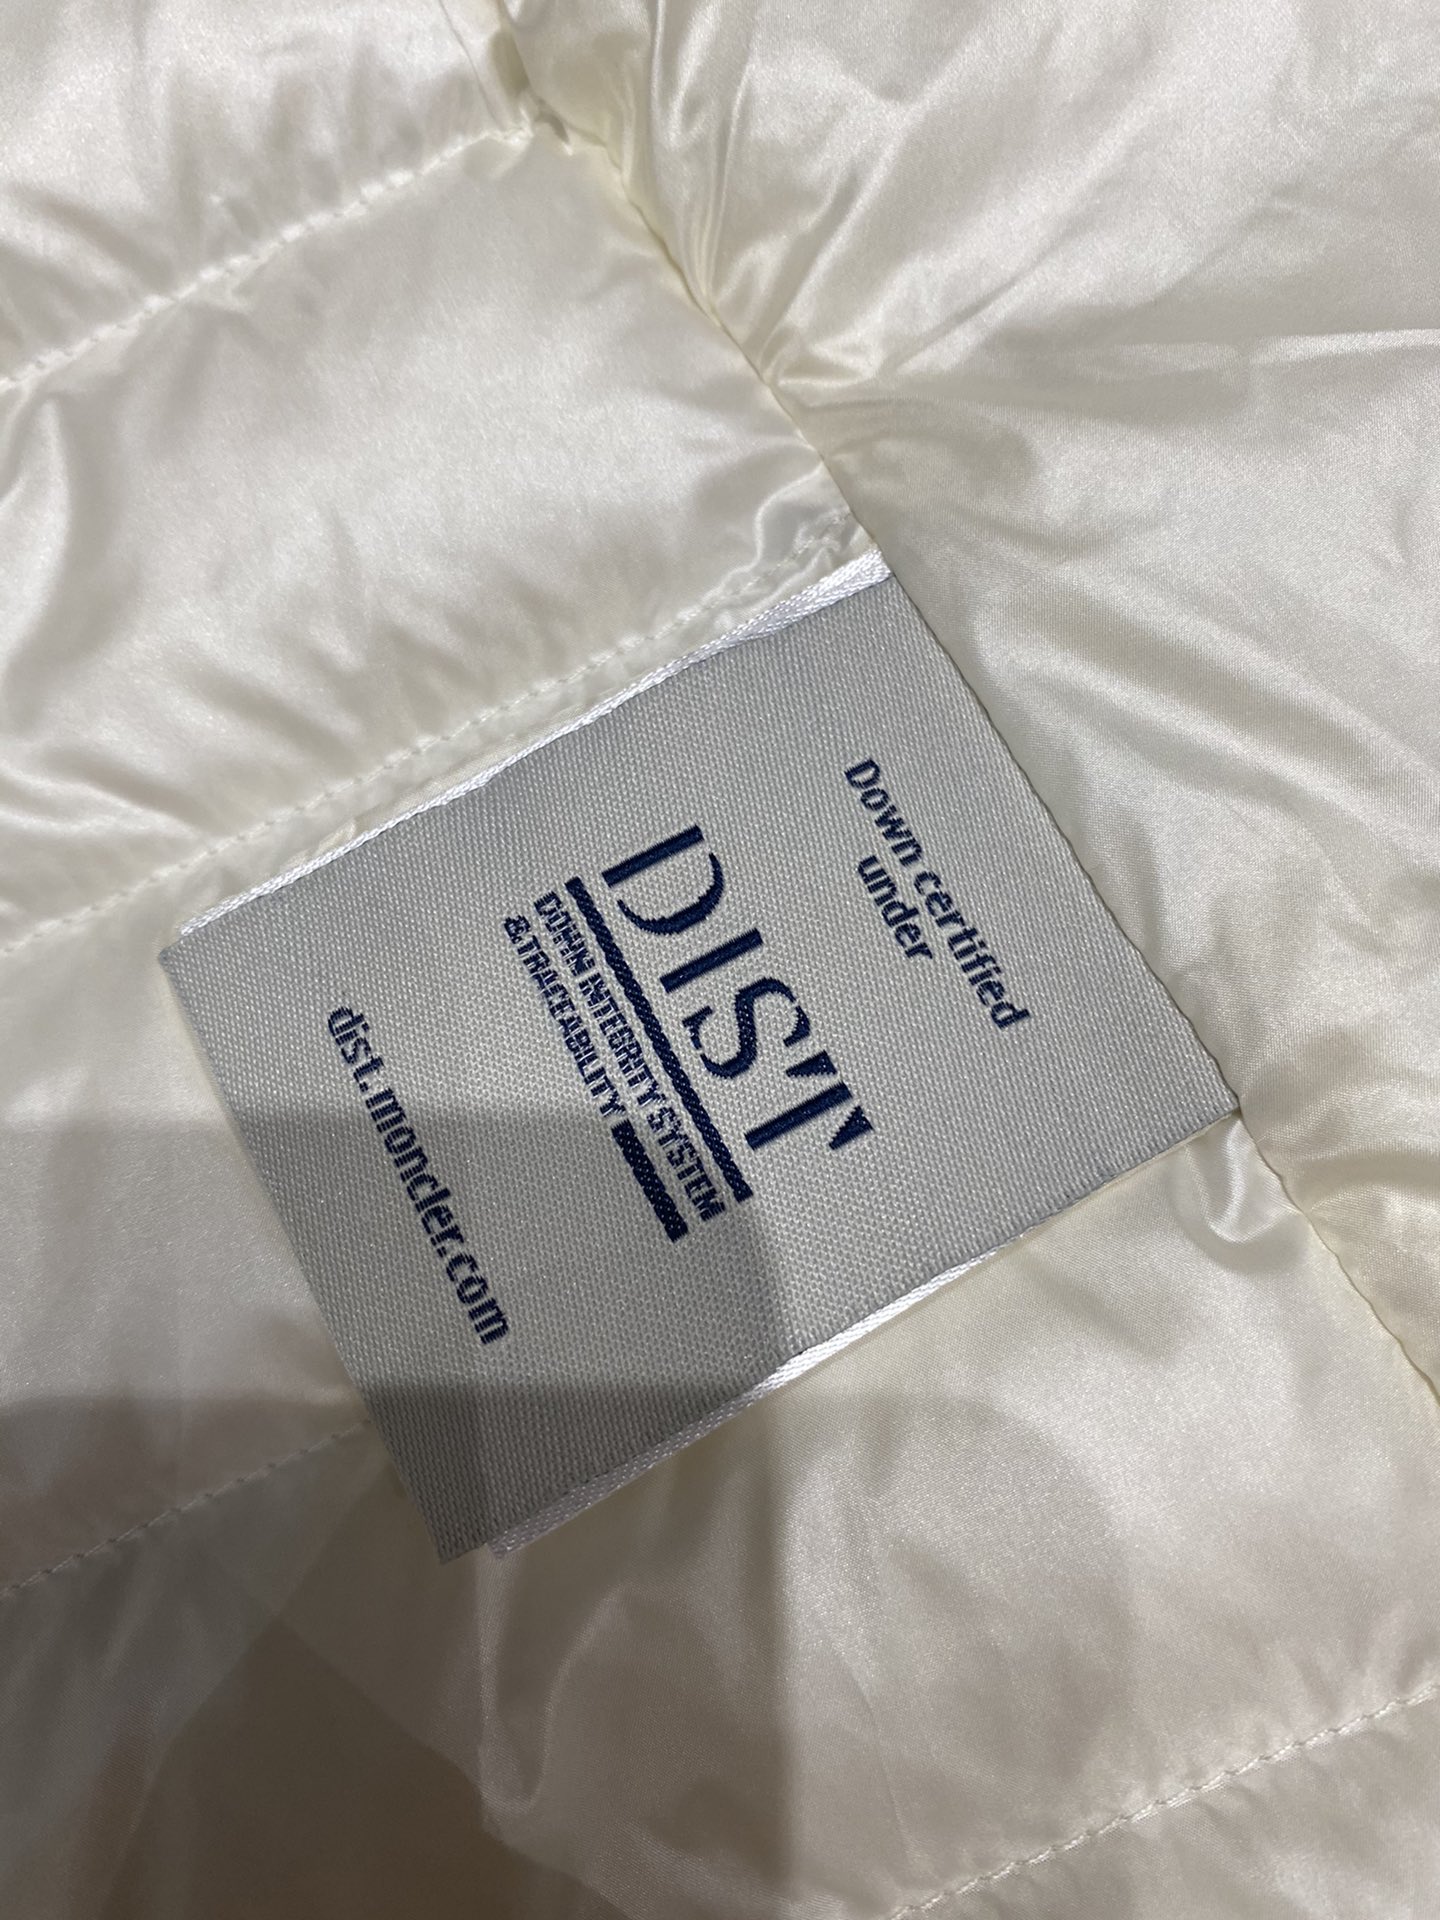 Down certified
under
DIST
DOWN INTEGRITY SYSTEM
& TRACEABILITY
dist.moncler.com